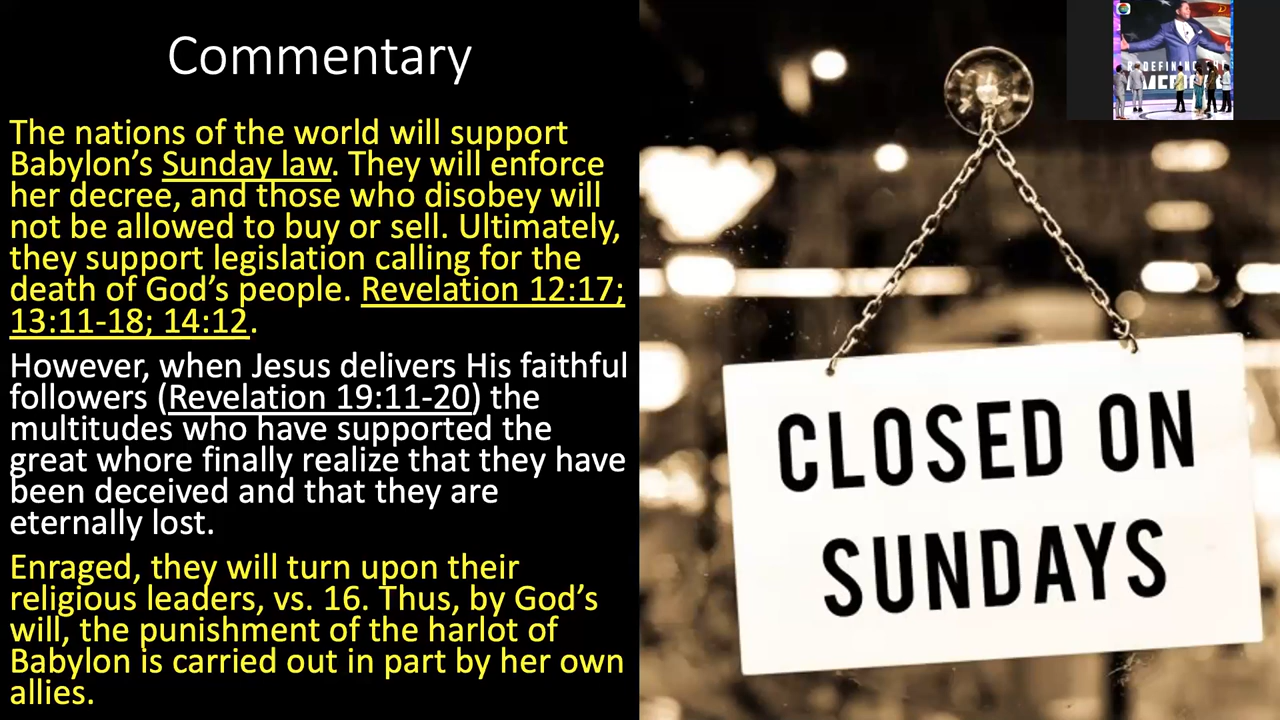 Commentary
The nations of the world will support
Babylon’s Sunday law. They will enforce
her decree, and those who disobey will
not be allowed to buy or sell. Ultimately,
they support legislation calling for the
death of God’s people. Revelation 12:17;
13:11-18; 14:12.
However, when Jesus delivers His faithful
followers (Revelation 19:11-20) the
multitudes who have supported the
great whore finally realize that they have
been deceived and that they are
eternally lost.
Enraged, they will turn upon their
religious leaders, vs. 16. Thus, by God’s
will, the punishment of the harlot of
Babylon is carried out in part by her own
allies.
CLOSED ON
SUNDAYS